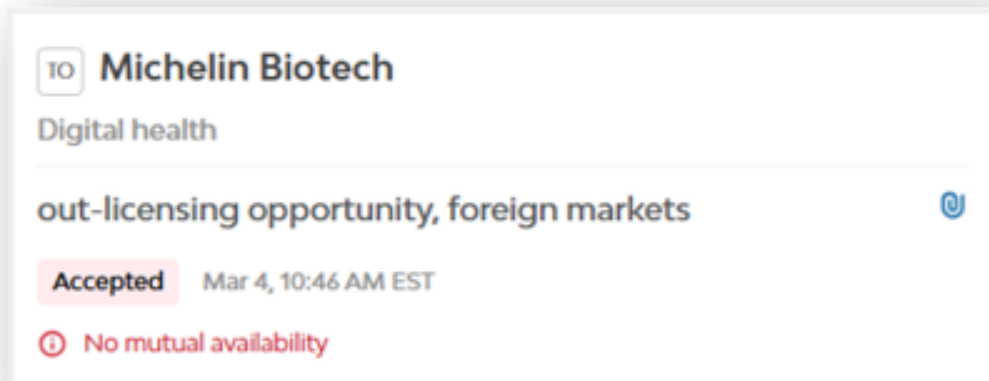 TO Michelin Biotech
Digital health
out-licensing opportunity, foreign markets
Accepted Mar 4, 10:46 AM EST
No mutual availability